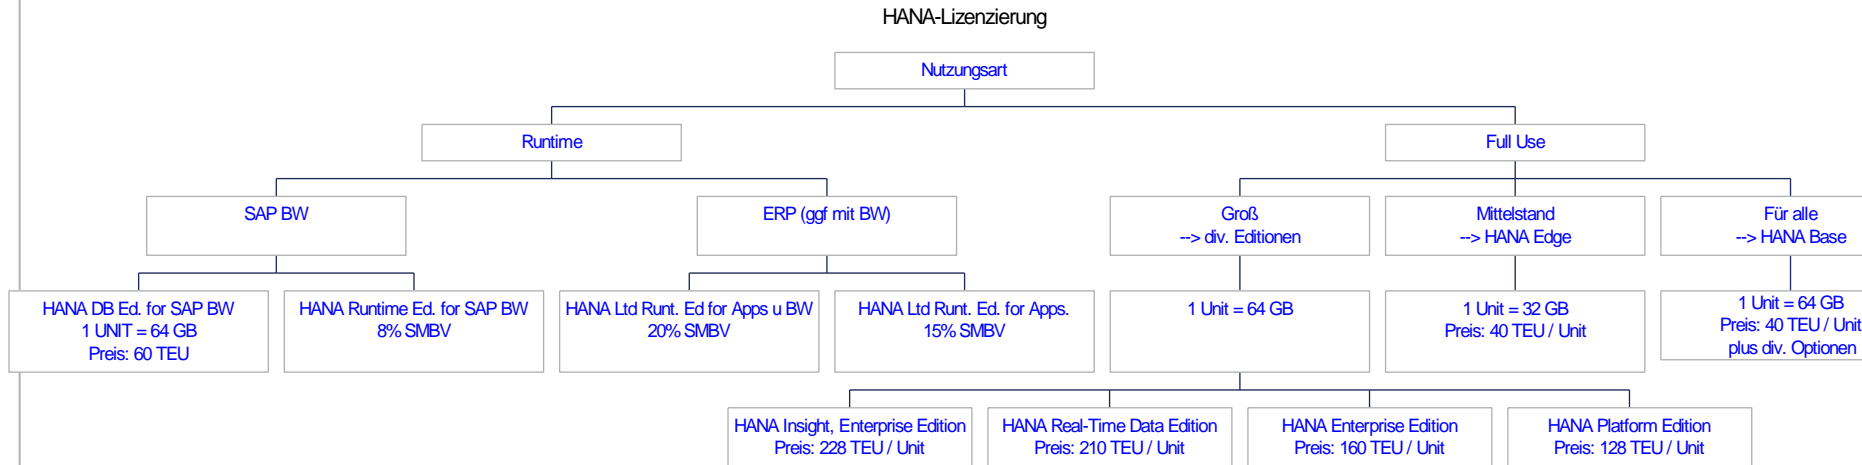 HANA-Lizenzierung
Nutzungsart
Runtime
Full Use
SAP BW
ERP (ggf mit BW)
Groß
--> div. Editionen
Mittelstand
--> HANA Edge
Für alle
--> HANA Base
HANA DB Ed. for SAP BW
1 UNIT = 64 GB
Preis: 60 TEU
HANA Runtime Ed. for SAP BW
8% SMBV
HANA Ltd Runt. Ed for Apps u BW
20% SMBV
HANA Ltd Runt. Ed. for Apps.
15% SMBV
1 Unit = 64 GB
1 Unit = 32 GB
Preis: 40 TEU / Unit
1 Unit = 64 GB
Preis: 40 TEU / Unit
plus div. Optionen
HANA Insight, Enterprise Edition
Preis: 228 TEU / Unit
HANA Real-Time Data Edition
Preis: 210 TEU / Unit
HANA Enterprise Edition
Preis: 160 TEU / Unit
HANA Platform Edition
Preis: 128 TEU / Unit